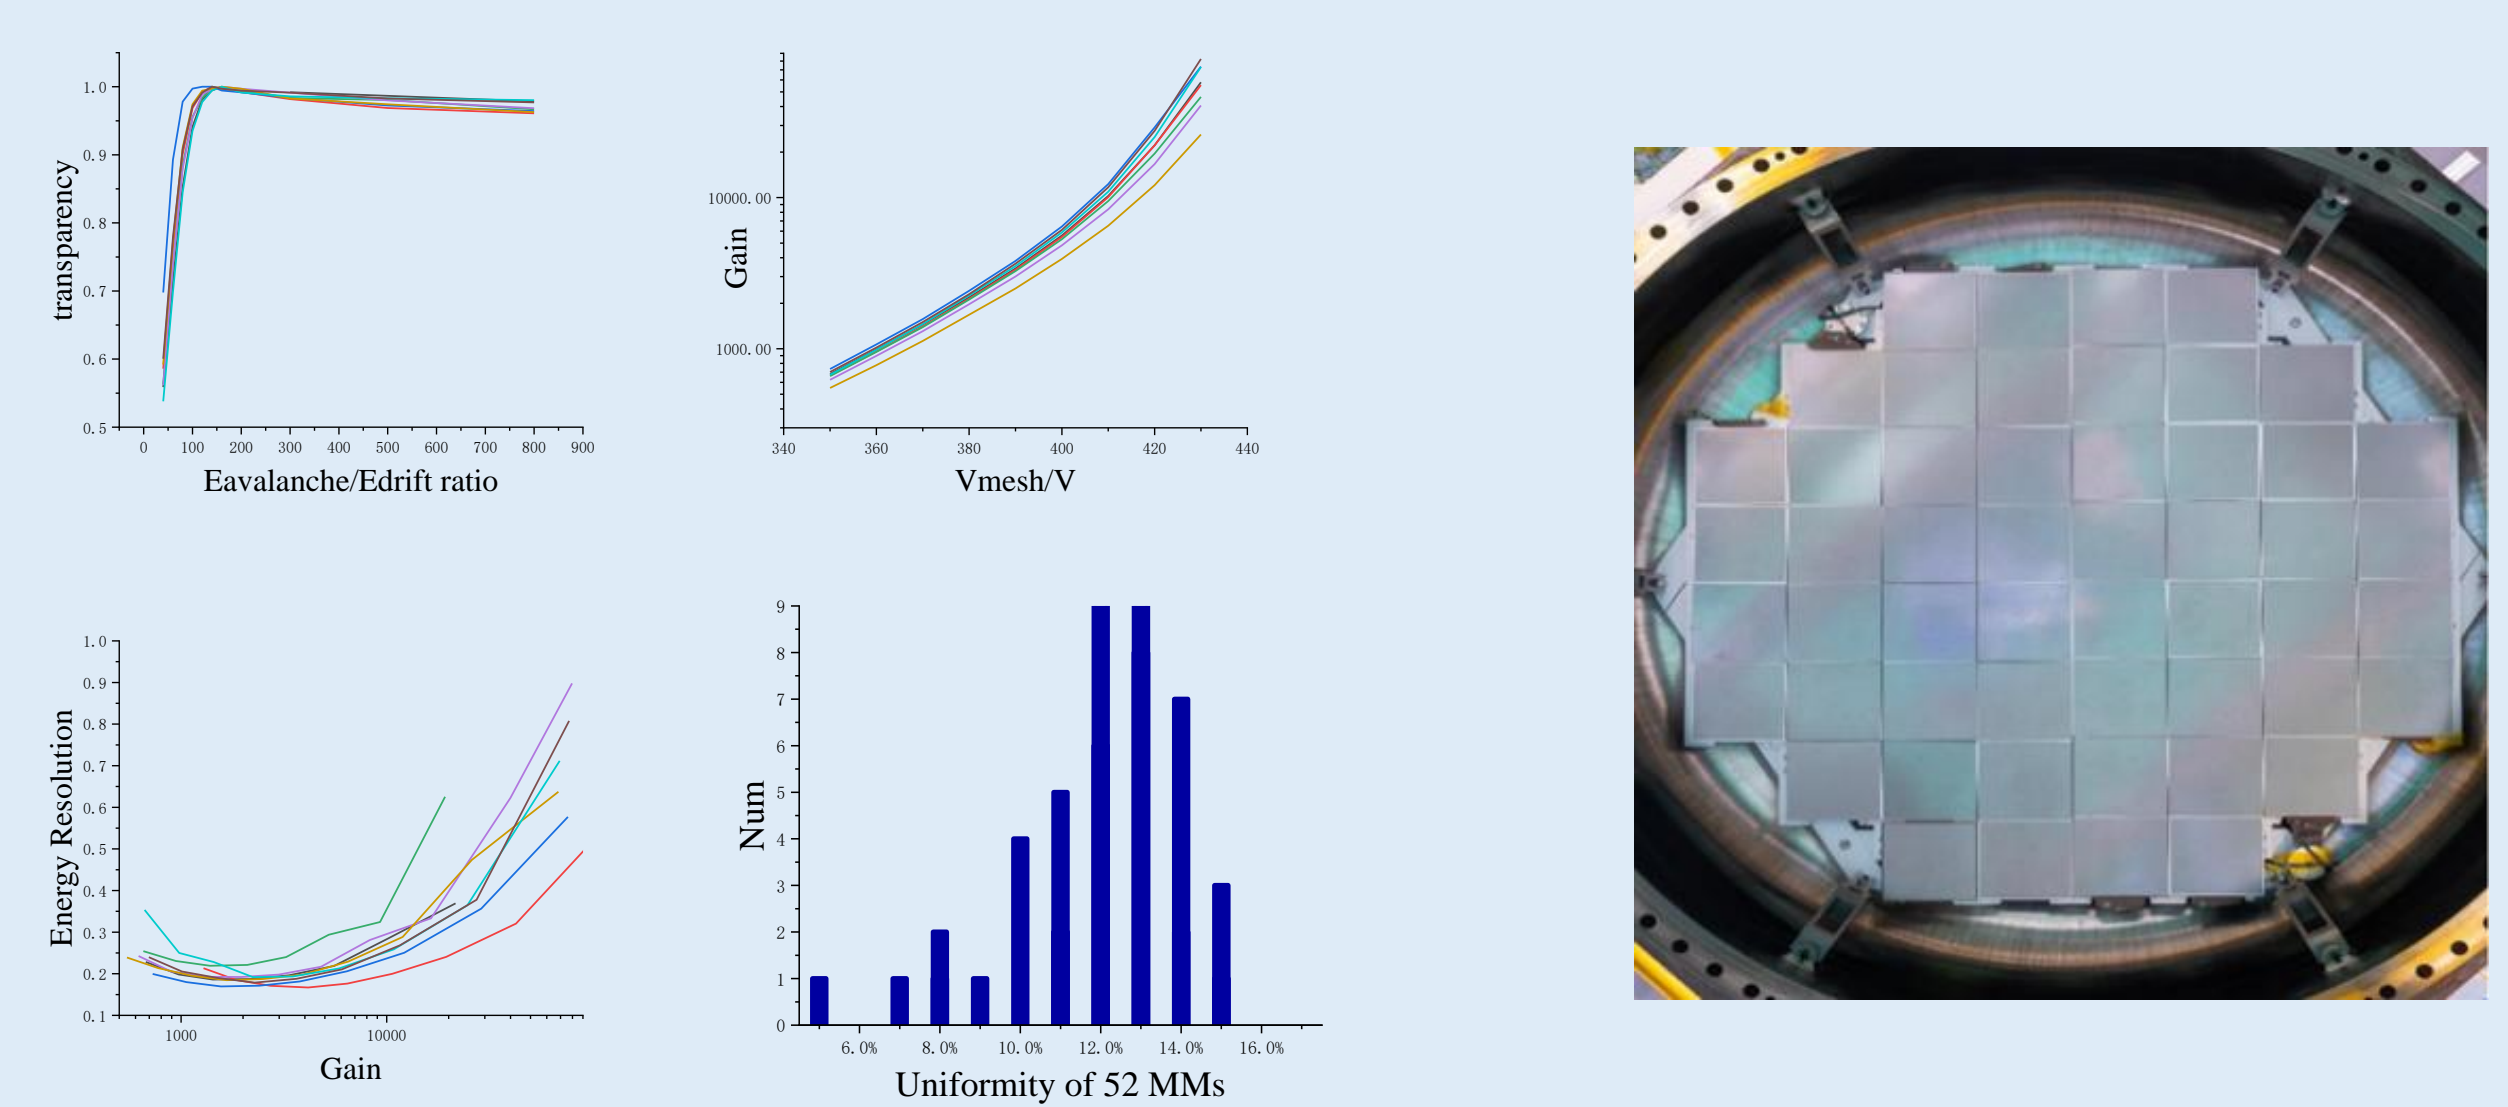 1.0
0.9
0.8
0.7
0.6
0.5
0 100 200 300 400 500 600 700 800 900
transparency
Eavalanche/Edrift ratio
10000.00
1000.00
340 360 380 400 420 440
Gain
Vmesh/V
1.0
0.9
0.8
0.7
0.6
0.5
0.4
0.3
0.2
0.1
1000 10000
Energy Resolution
Gain
9
8
7
6
5
4
3
2
1
0
6.0% 8.0% 10.0% 12.0% 14.0% 16.0%
Num
Uniformity of 52 MMs